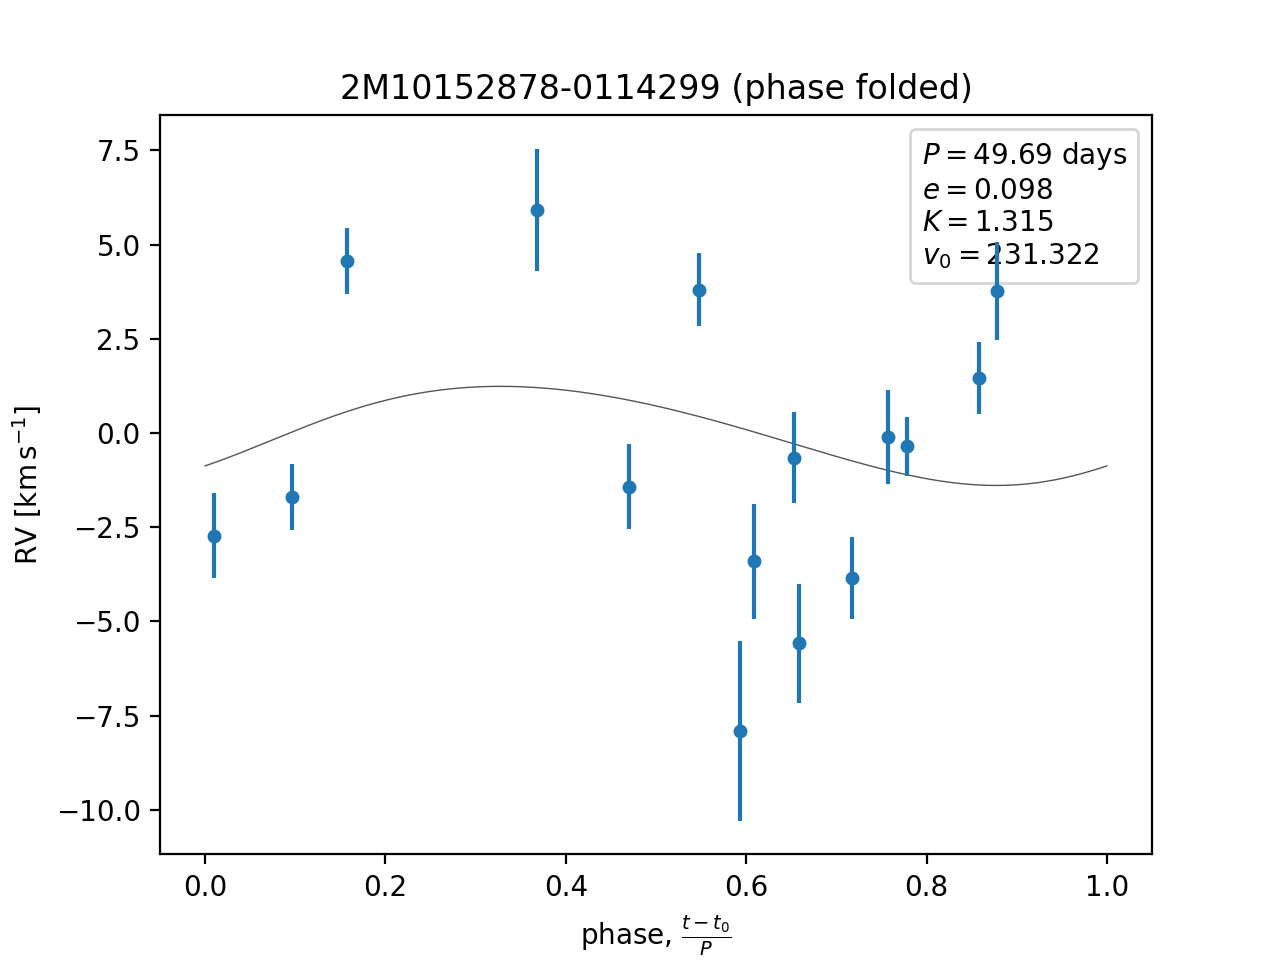 2M10152878-0114299 (phase folded)
P = 49.69 days
e = 0.098
K = 1.315
v₀ = 231.322
RV [km s⁻¹]
7.5
5.0
2.5
0.0
−2.5
−5.0
−7.5
−10.0
0.0 0.2 0.4 0.6 0.8 1.0
phase, (t − t₀)/P